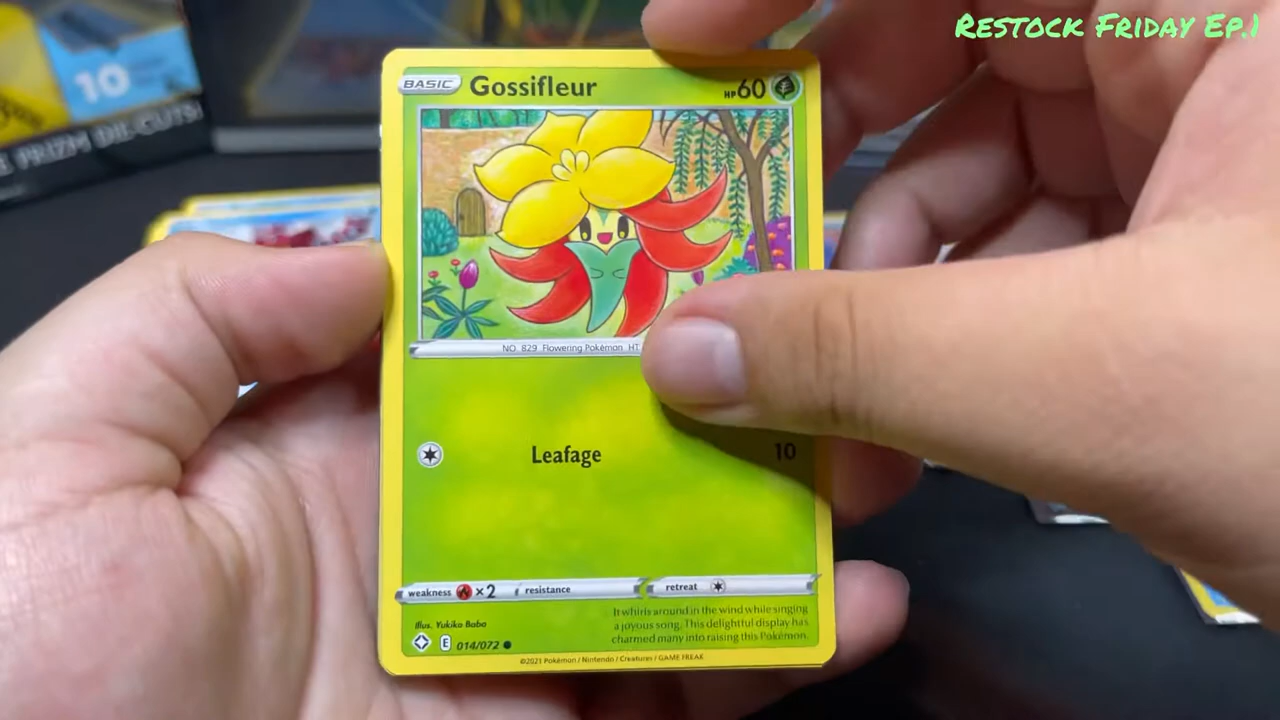 Restock Friday Ep.1
10
PRIZM DIE-CUTS!
BASIC Gossifleur HP 60
NO. 829 Flowering Pokémon HT
Leafage 10
weakness ×2 resistance retreat
It whirls around in the wind while singing
a joyous song. This delightful display has
charmed many into raising this Pokémon.
Illus. Yukiko Baba
E 014/072
©2021 Pokémon / Nintendo / Creatures / GAME FREAK